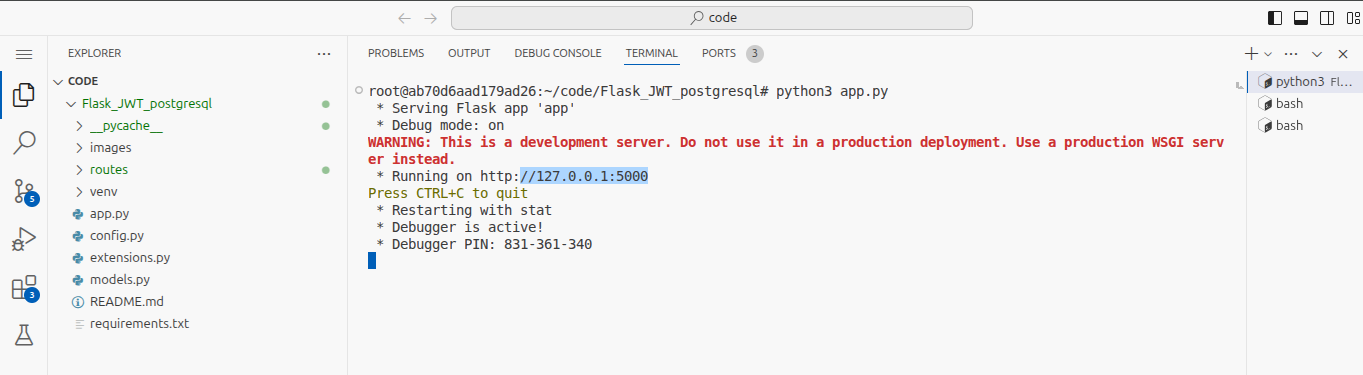 code
EXPLORER
CODE
Flask_JWT_postgresql
__pycache__
images
routes
venv
app.py
config.py
extensions.py
models.py
README.md
requirements.txt
5
3
PROBLEMS OUTPUT DEBUG CONSOLE TERMINAL PORTS 3
root@ab70d6aad179ad26:~/code/Flask_JWT_postgresql# python3 app.py
* Serving Flask app 'app'
* Debug mode: on
WARNING: This is a development server. Do not use it in a production deployment. Use a production WSGI serv
er instead.
* Running on http://127.0.0.1:5000
Press CTRL+C to quit
* Restarting with stat
* Debugger is active!
* Debugger PIN: 831-361-340
python3 Fl...
bash
bash